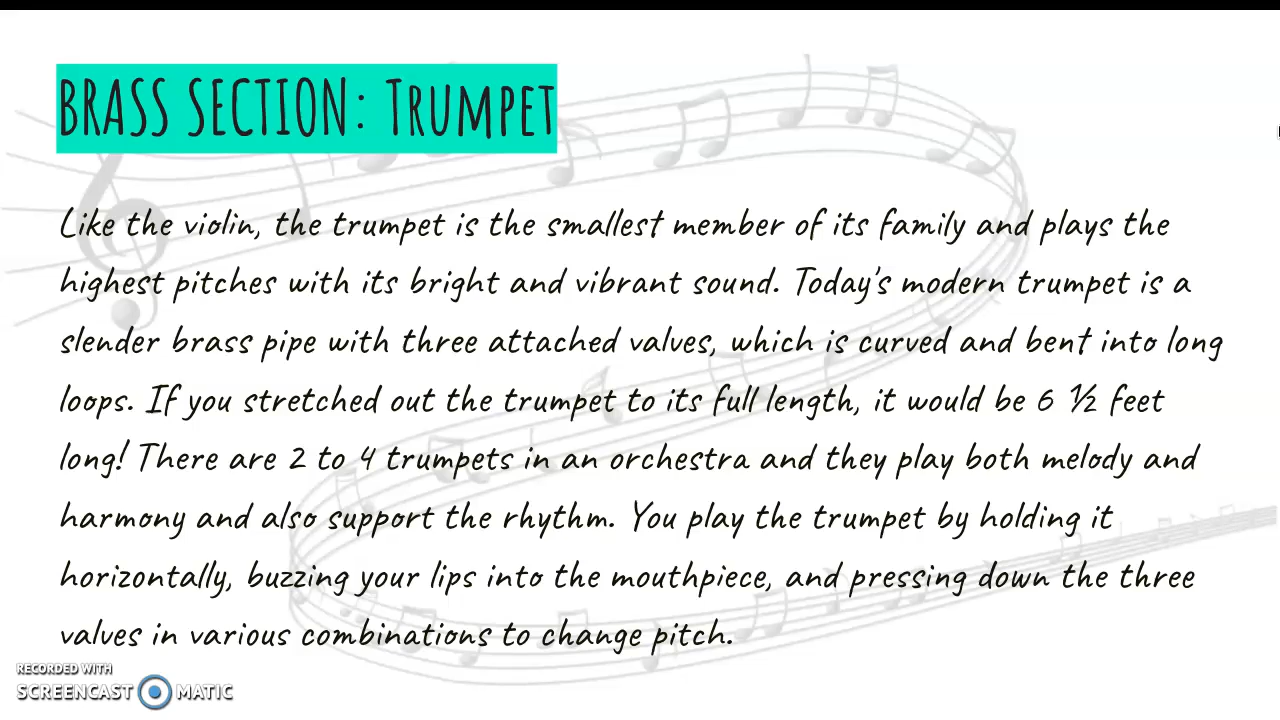 BRASS SECTION: TRUMPET
Like the violin, the trumpet is the smallest member of its family and plays the
highest pitches with its bright and vibrant sound. Today's modern trumpet is a
slender brass pipe with three attached valves, which is curved and bent into long
loops. If you stretched out the trumpet to its full length, it would be 6 ½ feet
long! There are 2 to 4 trumpets in an orchestra and they play both melody and
harmony and also support the rhythm. You play the trumpet by holding it
horizontally, buzzing your lips into the mouthpiece, and pressing down the three
valves in various combinations to change pitch.
RECORDED WITH
SCREENCAST MATIC